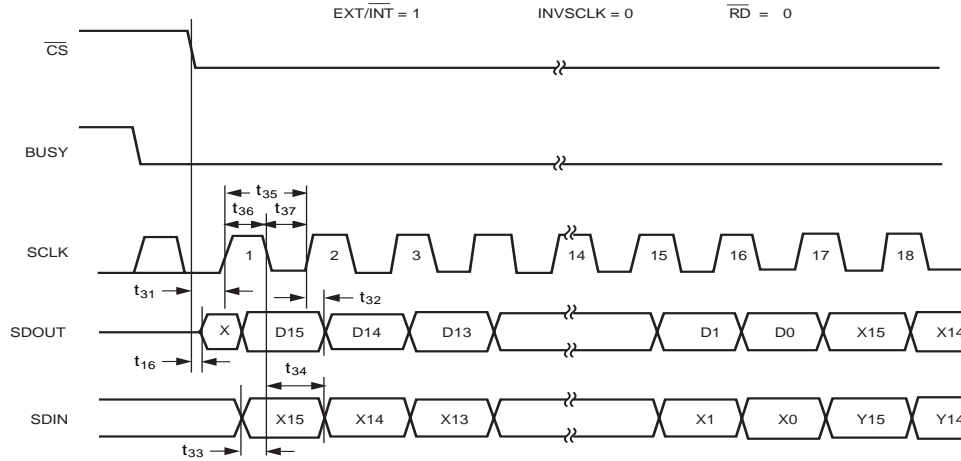 EXT/INT = 1 INVSCLK = 0 RD = 0
CS
BUSY
t35
t36 t37
SCLK 1 2 3 14 15 16 17 18
t31 t32
SDOUT X D15 D14 D13 D1 D0 X15 X14
t16 t34
SDIN X15 X14 X13 X1 X0 Y15 Y14
t33